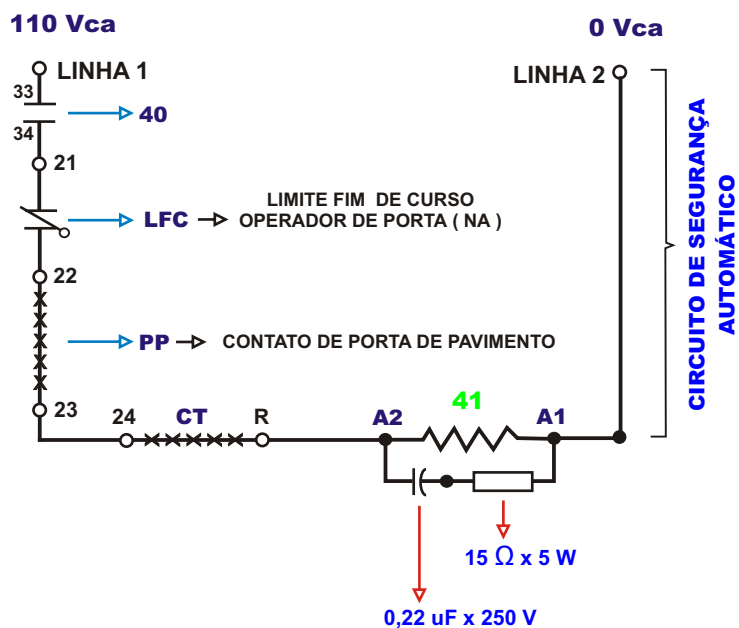 110 Vca
0 Vca
LINHA 1
LINHA 2
33
40
34
21
LFC
LIMITE FIM DE CURSO
OPERADOR DE PORTA ( NA )
22
PP
CONTATO DE PORTA DE PAVIMENTO
23
24
CT
R
A2
41
A1
15 Ω x 5 W
0,22 uF x 250 V
CIRCUITO DE SEGURANÇA
AUTOMÁTICO